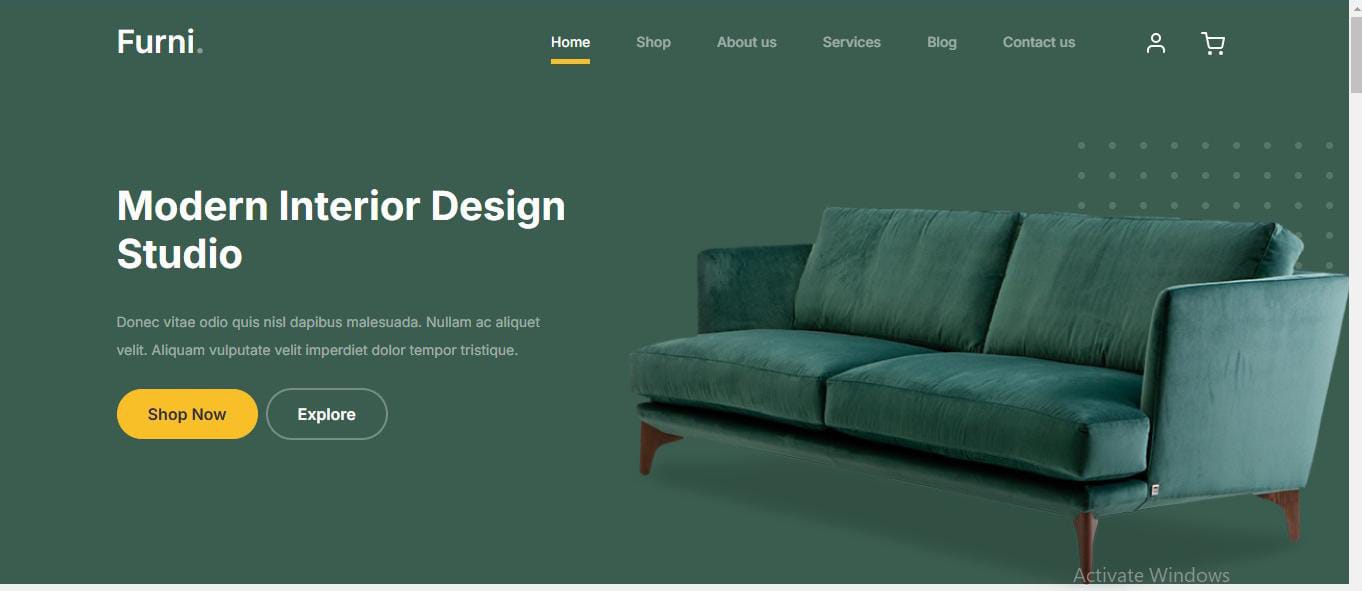 Furni.
Home Shop About us Services Blog Contact us
Modern Interior Design
Studio
Donec vitae odio quis nisl dapibus malesuada. Nullam ac aliquet
velit. Aliquam vulputate velit imperdiet dolor tempor tristique.
Shop Now Explore
Activate Windows